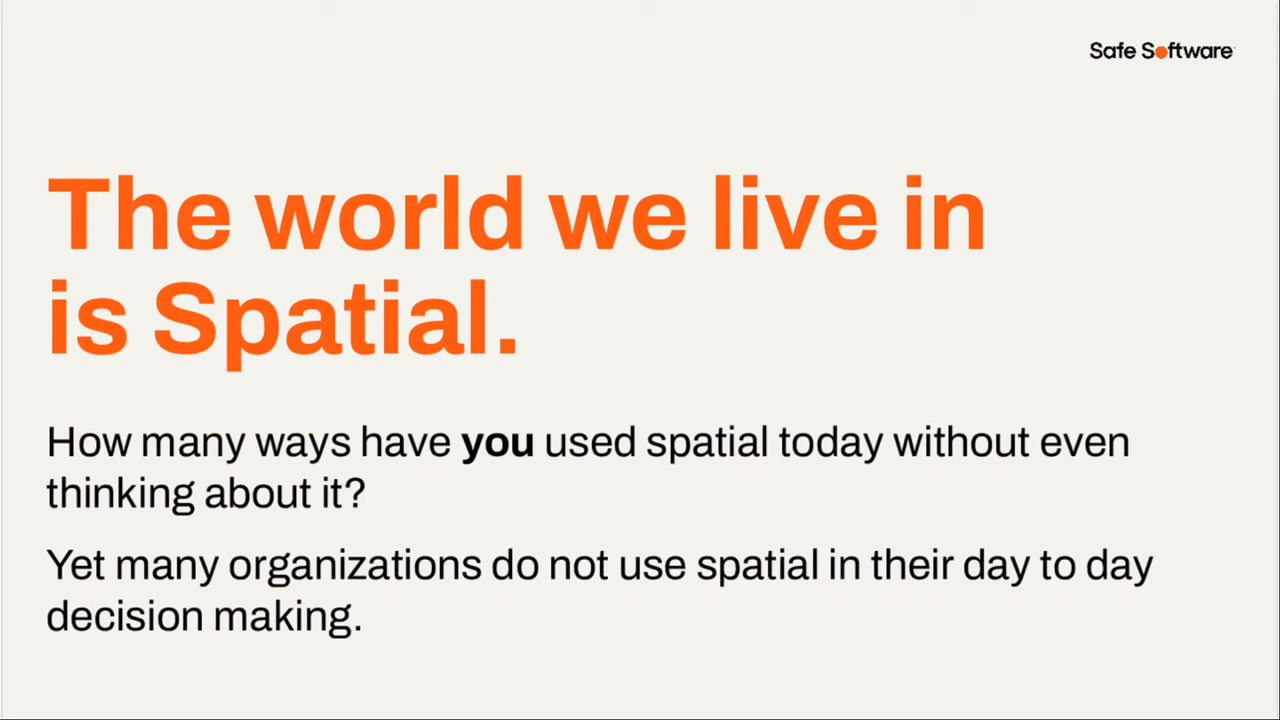 Safe Software
The world we live in
is Spatial.
How many ways have you used spatial today without even
thinking about it?
Yet many organizations do not use spatial in their day to day
decision making.